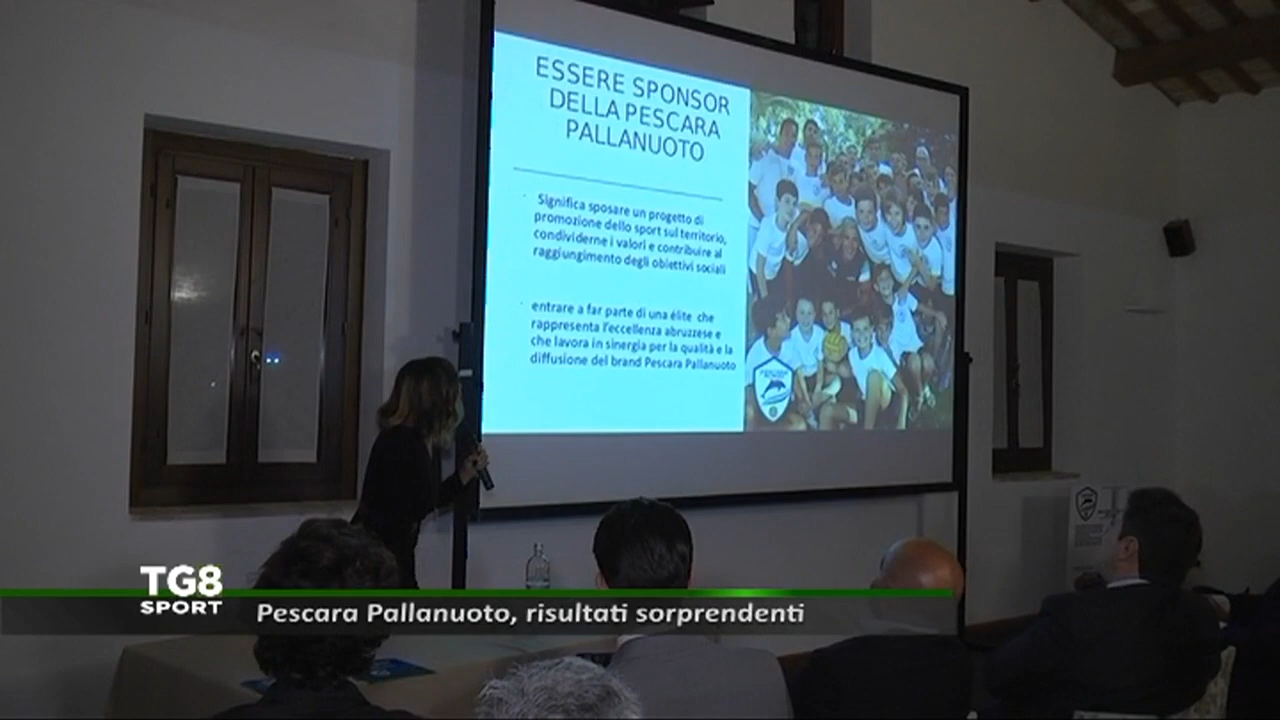 ESSERE SPONSOR
DELLA PESCARA
PALLANUOTO
Significa sposare un progetto di
promozione dello sport sul territorio,
condividerne i valori e contribuire al
raggiungimento degli obiettivi sociali
entrare a far parte di una élite che
rappresenta l'eccellenza abruzzese e
che lavora in sinergia per la qualità e la
diffusione del brand Pescara Pallanuoto
TG8
SPORT
Pescara Pallanuoto, risultati sorprendenti